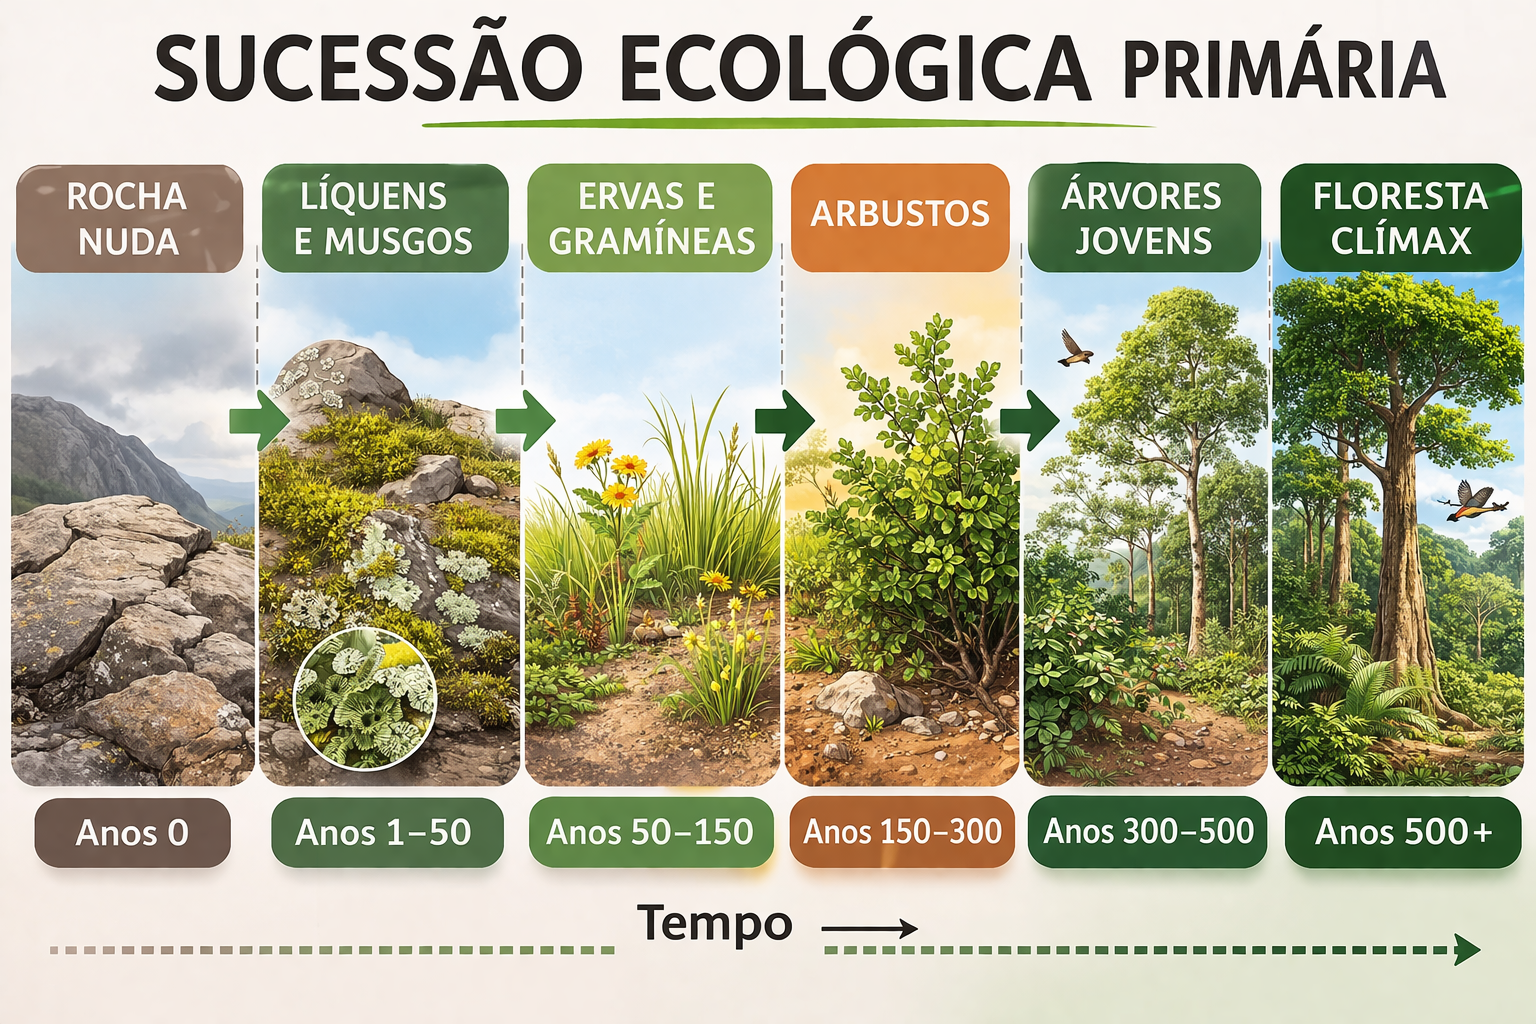 SUCESSÃO ECOLÓGICA PRIMÁRIA
ROCHA
NUDA
LÍQUENS
E MUSGOS
ERVAS E
GRAMÍNEAS
ARBUSTOS
ÁRVORES
JOVENS
FLORESTA
CLÍMAX
Anos 0
Anos 1–50
Anos 50–150
Anos 150–300
Anos 300–500
Anos 500+
Tempo